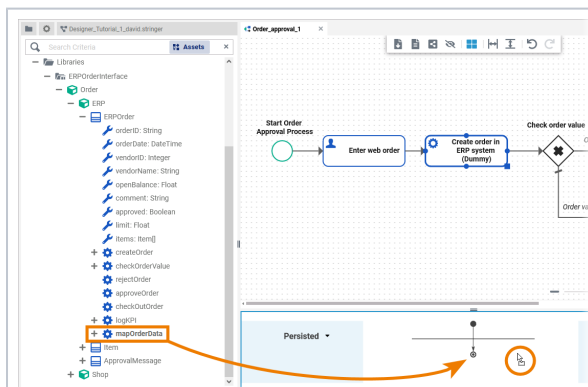 Designer_Tutorial_1_david.stringer
Order_approval_1 ×
Search Criteria
Assets ×
Libraries
ERPOrderInterface
Order
ERP
ERPOrder
orderID: String
orderDate: DateTime
vendorID: Integer
vendorName: String
openBalance: Float
comment: String
approved: Boolean
limit: Float
items: Item[]
createOrder
checkOrderValue
rejectOrder
approveOrder
checkOutOrder
logKPI
mapOrderData
Item
ApprovalMessage
Shop
Start Order
Approval Process
Enter web order
Create order in
ERP system
(Dummy)
Check order value
Order va
Persisted